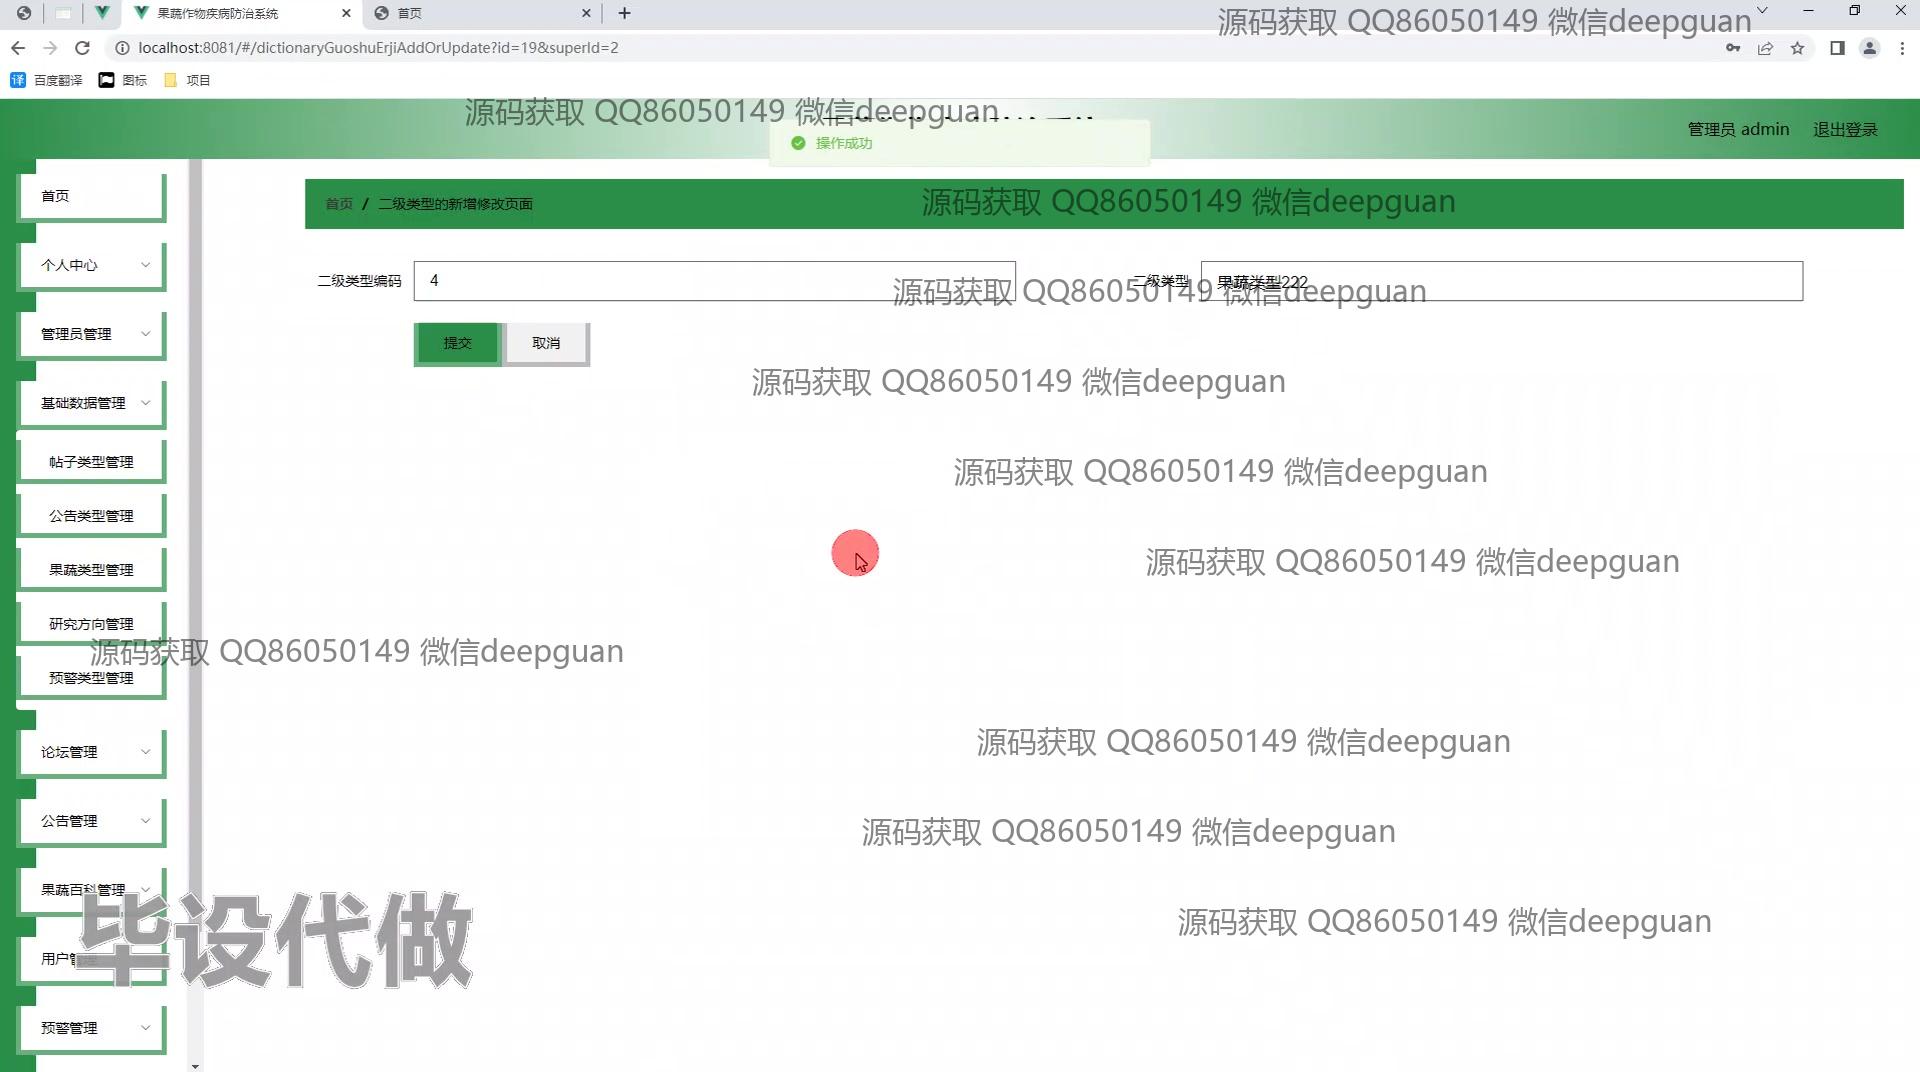 果蔬作物疾病防治系统
首页
源码获取 QQ86050149 微信deepguan
localhost:8081/#/dictionaryGuoshuErjiAddOrUpdate?id=19&superId=2
译 百度翻译 图标 项目
源码获取 QQ86050149 微信deepguan
操作成功
管理员 admin 退出登录
首页
首页 / 二级类型的新增修改页面
源码获取 QQ86050149 微信deepguan
个人中心
二级类型编码 4
二级类型 果蔬类型222
源码获取 QQ86050149 微信deepguan
管理员管理
提交 取消
源码获取 QQ86050149 微信deepguan
基础数据管理
帖子类型管理
源码获取 QQ86050149 微信deepguan
公告类型管理
果蔬类型管理
源码获取 QQ86050149 微信deepguan
研究方向管理
源码获取 QQ86050149 微信deepguan
预警类型管理
论坛管理
源码获取 QQ86050149 微信deepguan
公告管理
源码获取 QQ86050149 微信deepguan
果蔬百科管理
源码获取 QQ86050149 微信deepguan
毕设代做
用户管理
预警管理